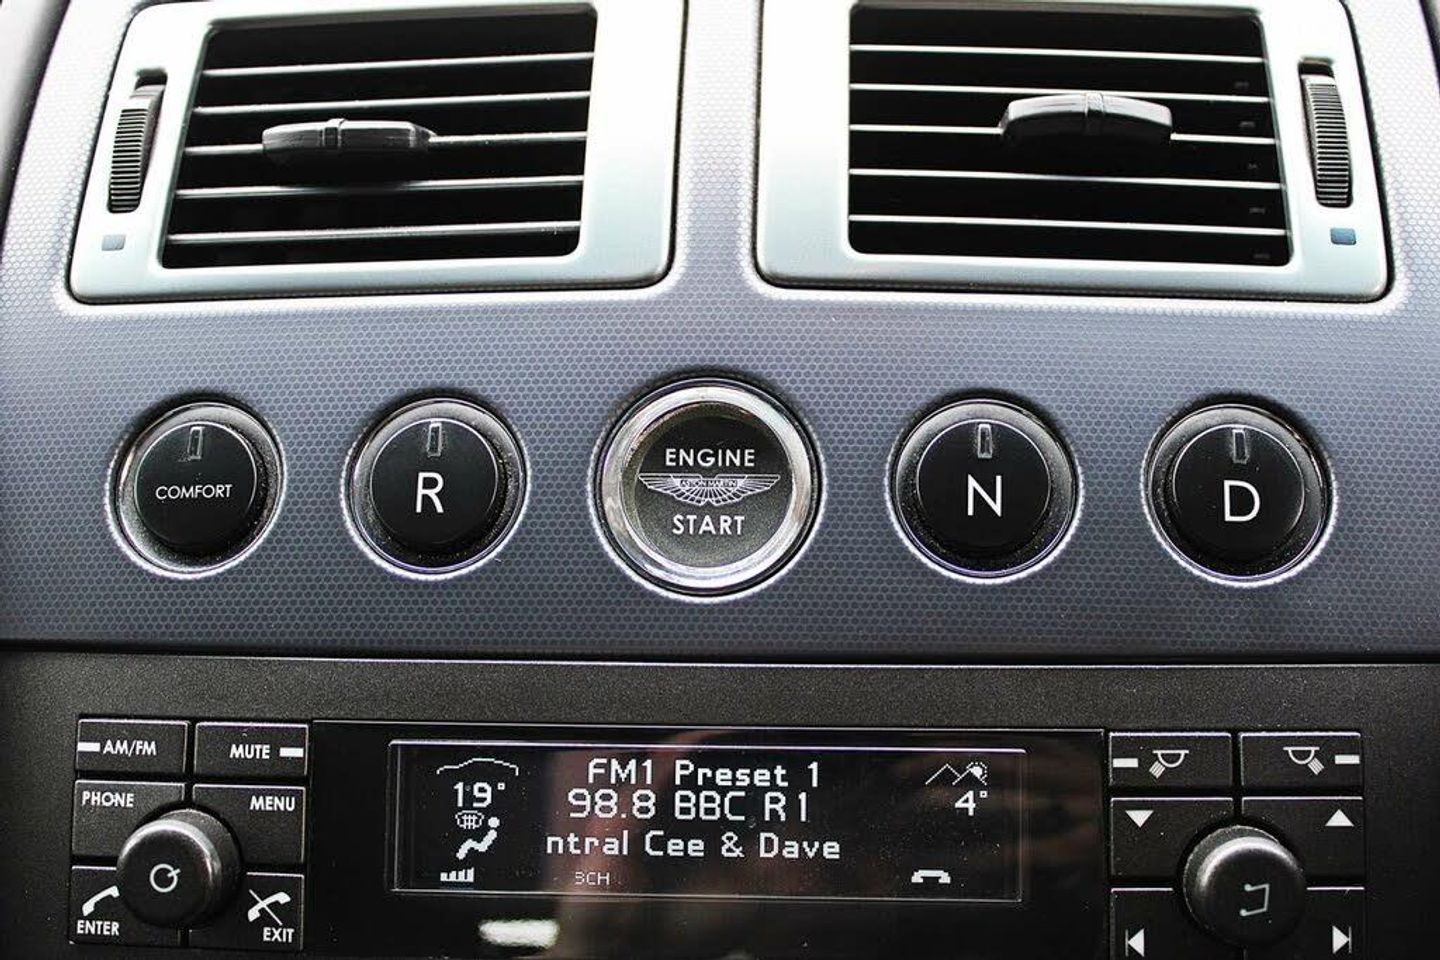 COMFORT
R
ENGINE
ASTON MARTIN
START
N
D
AM/FM
MUTE
PHONE
MENU
ENTER
EXIT
19°
FM1 Preset 1
98.8 BBC R1
ntral Cee & Dave
4°